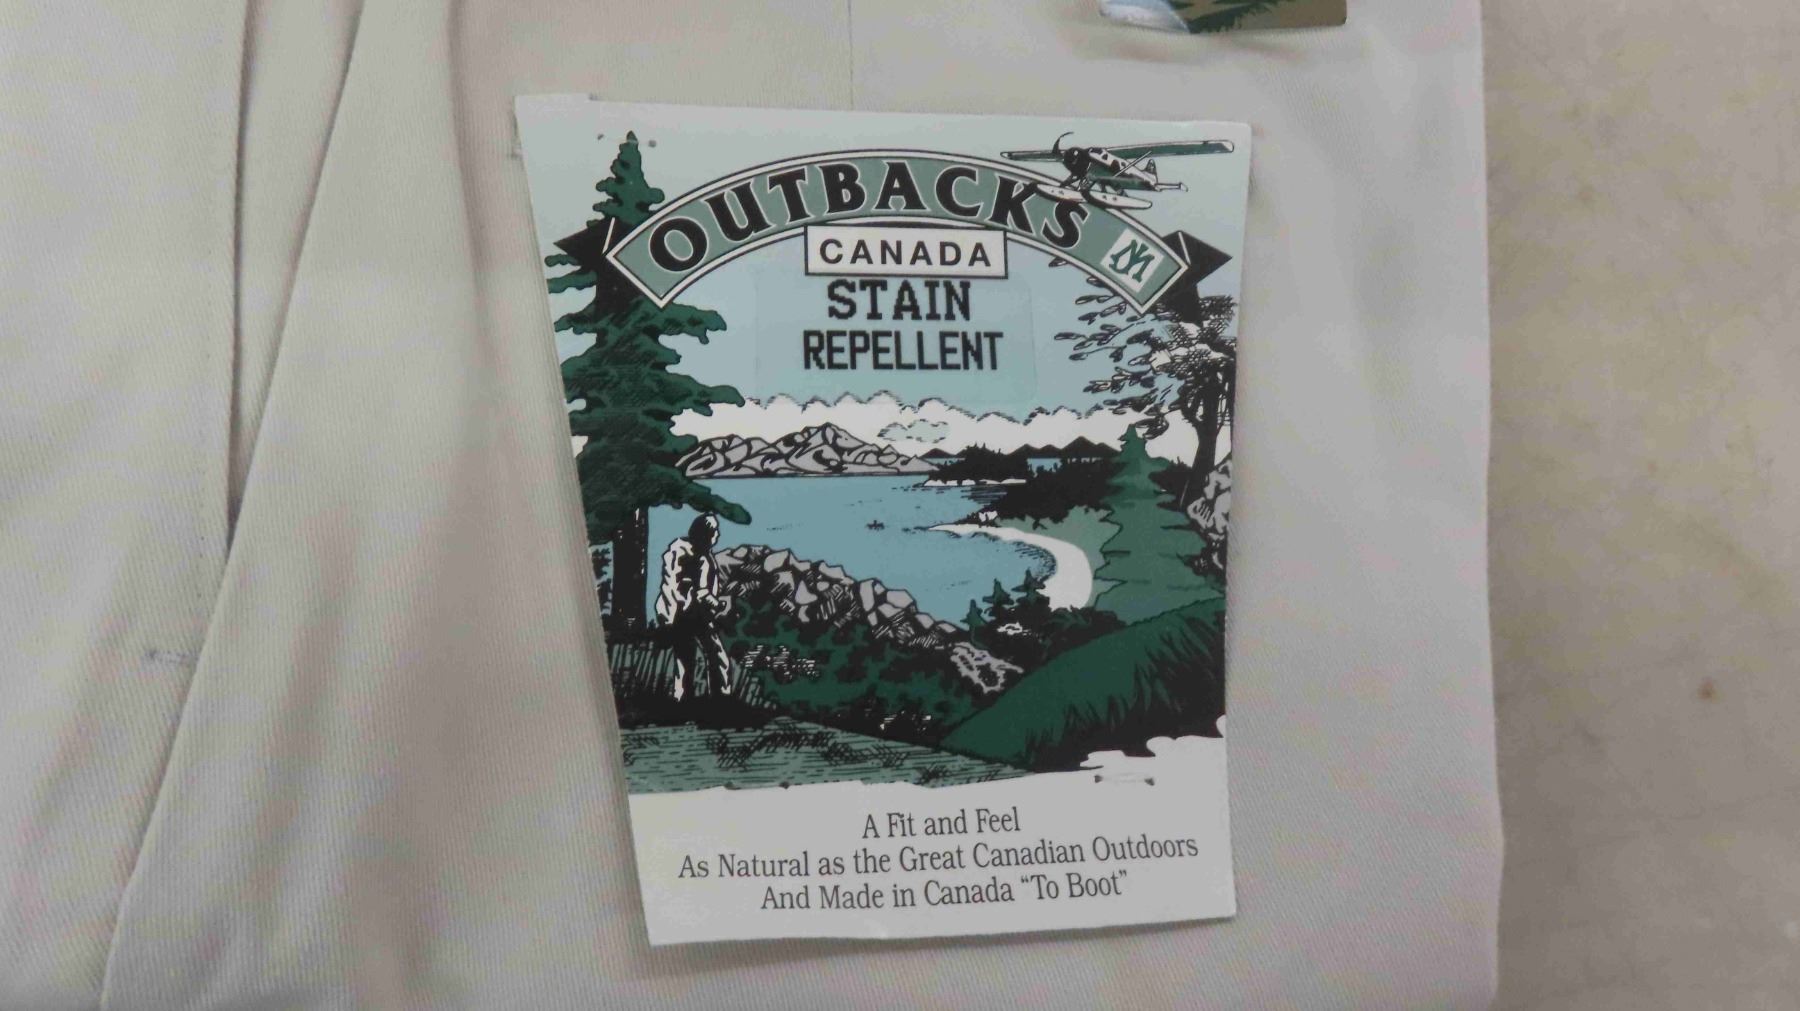 OUTBACKS
CANADA
STAIN
REPELLENT
A Fit and Feel
As Natural as the Great Canadian Outdoors
And Made in Canada “To Boot”